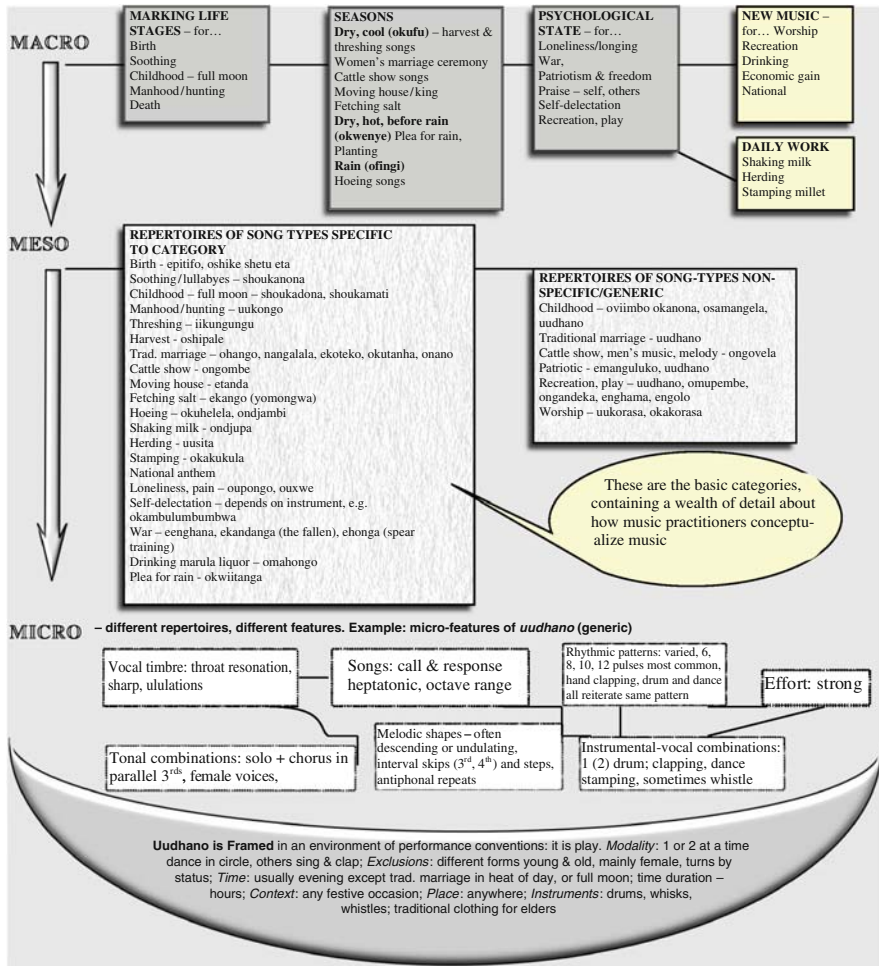 MACRO
MARKING LIFE
STAGES – for…
Birth
Soothing
Childhood – full moon
Manhood/hunting
Death
SEASONS
Dry, cool (okufu) – harvest &
threshing songs
Women's marriage ceremony
Cattle show songs
Moving house/king
Fetching salt
Dry, hot, before rain
(okwenye) Plea for rain,
Planting
Rain (ofingi)
Hoeing songs
PSYCHOLOGICAL
STATE – for…
Loneliness/longing
War,
Patriotism & freedom
Praise – self, others
Self-delectation
Recreation, play
NEW MUSIC –
for… Worship
Recreation
Drinking
Economic gain
National
DAILY WORK
Shaking milk
Herding
Stamping millet
MESO
REPERTOIRES OF SONG TYPES SPECIFIC
TO CATEGORY
Birth - epitifo, oshike shetu eta
Soothing/lullabyes – shoukanona
Childhood – full moon – shoukadona, shoukamati
Manhood/hunting – uukongo
Threshing – iikungungu
Harvest - oshipale
Trad. marriage – ohango, nangalala, ekoteko, okutanha, onano
Cattle show - ongombe
Moving house - etanda
Fetching salt – ekango (yomongwa)
Hoeing – okuhelela, ondjambi
Shaking milk - ondjupa
Herding - uusita
Stamping - okakukula
National anthem
Loneliness, pain – oupongo, ouxwe
Self-delectation – depends on instrument, e.g.
okambulumbumbwa
War – eenghana, ekandanga (the fallen), ehonga (spear
training)
Drinking marula liquor – omahongo
Plea for rain - okwiitanga
REPERTOIRES OF SONG-TYPES NON-
SPECIFIC/GENERIC
Childhood – oviimbo okanona, osamangela,
uudhano
Traditional marriage - uudhano
Cattle show, men's music, melody - ongovela
Patriotic - emanguluko, uudhano
Recreation, play – uudhano, omupembe,
ongandeka, enghama, engolo
Worship – uukorasa, okakorasa
These are the basic categories,
containing a wealth of detail about
how music practitioners conceptu-
alize music
MICRO – different repertoires, different features. Example: micro-features of uudhano (generic)
Vocal timbre: throat resonation,
sharp, ululations
Songs: call & response
heptatonic, octave range
Rhythmic patterns: varied, 6,
8, 10, 12 pulses most common,
hand clapping, drum and dance
all reiterate same pattern
Effort: strong
Tonal combinations: solo + chorus in
parallel 3rds, female voices,
Melodic shapes – often
descending or undulating,
interval skips (3rd, 4th) and steps,
antiphonal repeats
Instrumental-vocal combinations:
1 (2) drum; clapping, dance
stamping, sometimes whistle
Uudhano is Framed in an environment of performance conventions: it is play. Modality: 1 or 2 at a time
dance in circle, others sing & clap; Exclusions: different forms young & old, mainly female, turns by
status; Time: usually evening except trad. marriage in heat of day, or full moon; time duration –
hours; Context: any festive occasion; Place: anywhere; Instruments: drums, whisks,
whistles; traditional clothing for elders